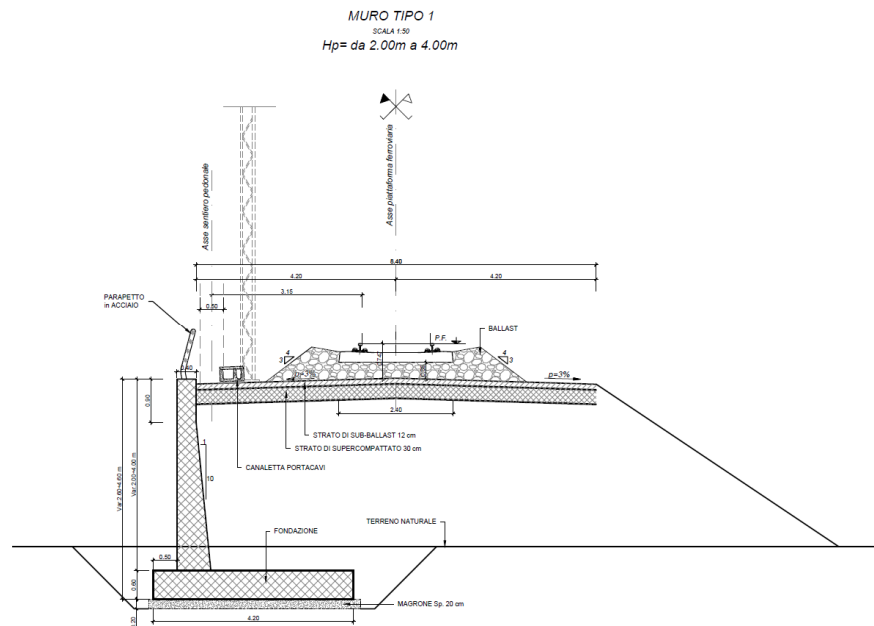 MURO TIPO 1
SCALA 1:50
Hp= da 2.00m a 4.00m
Asse sentiero pedonale
Asse piattaforma ferroviaria
8.40
4.20
4.20
3.15
0.50
PARAPETTO
in ACCIAIO
P.F.
BALLAST
4
3
4
3
0.40
p=3%
p=3%
0.90
2.40
STRATO DI SUB-BALLAST 12 cm
STRATO DI SUPERCOMPATTATO 30 cm
CANALETTA PORTACAVI
1
10
Var 2.60÷4.60 m
Var 2.00÷4.00 m
TERRENO NATURALE
FONDAZIONE
0.50
0.60
MAGRONE Sp. 20 cm
0.20
4.20